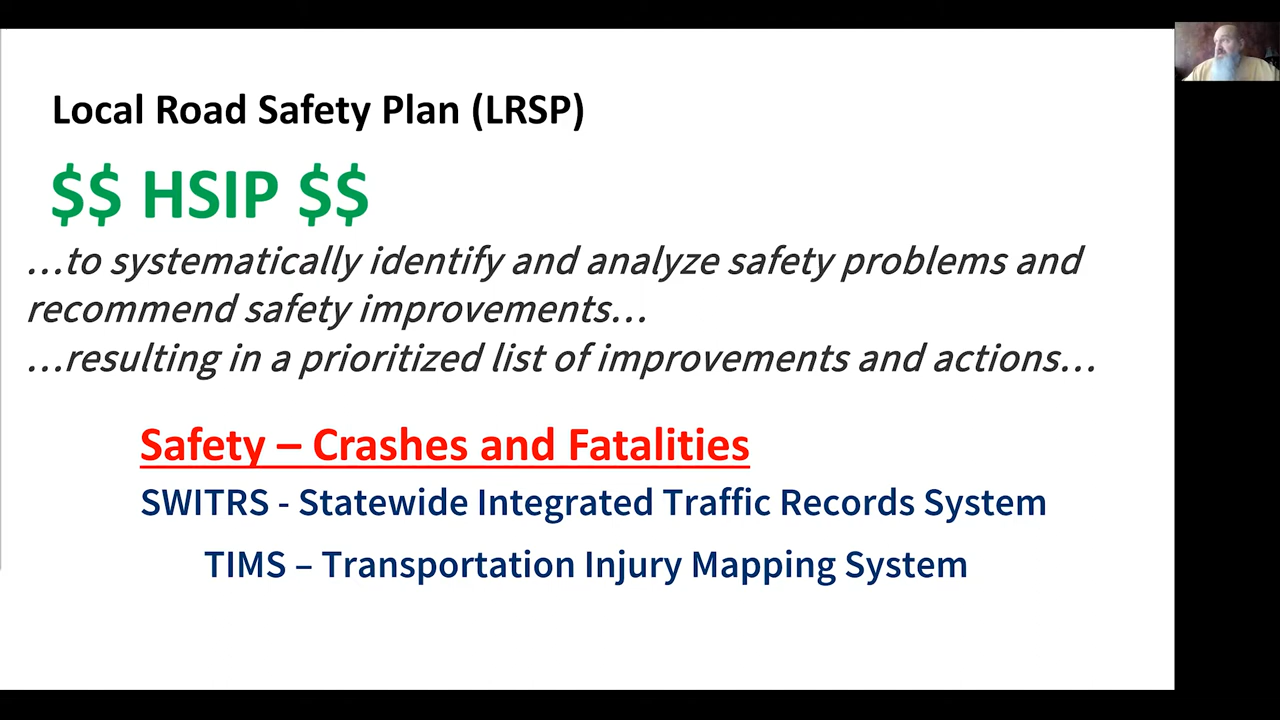 Local Road Safety Plan (LRSP)
$$ HSIP $$
…to systematically identify and analyze safety problems and
recommend safety improvements…
…resulting in a prioritized list of improvements and actions…
Safety – Crashes and Fatalities
SWITRS - Statewide Integrated Traffic Records System
TIMS – Transportation Injury Mapping System